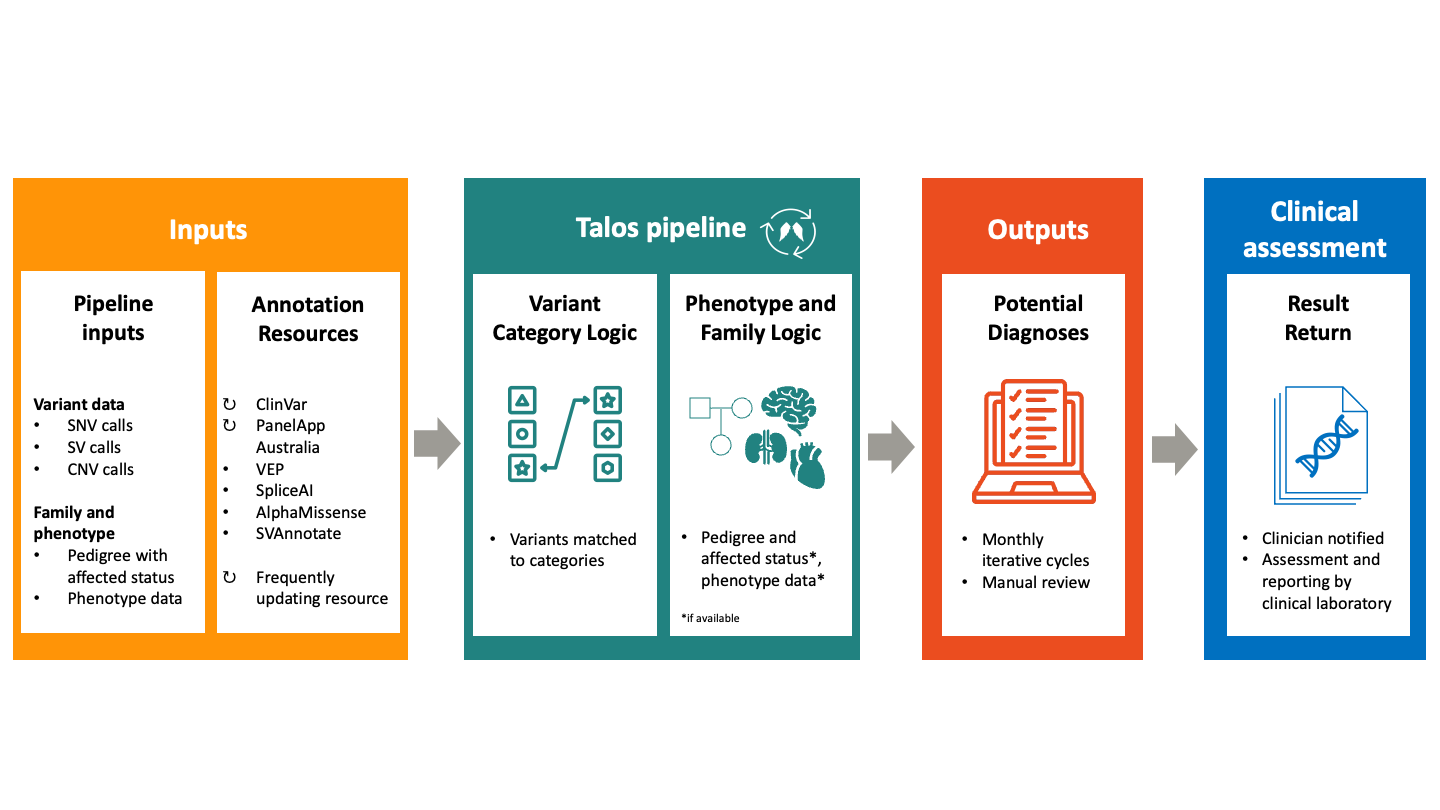 Inputs
Pipeline
inputs
Variant data
• SNV calls
• SV calls
• CNV calls
Family and
phenotype
• Pedigree with
affected status
• Phenotype data
Annotation
Resources
↻ ClinVar
↻ PanelApp
Australia
• VEP
• SpliceAI
• AlphaMissense
• SVAnnotate
↻ Frequently
updating resource
Talos pipeline
Variant
Category Logic
• Variants matched
to categories
Phenotype and
Family Logic
• Pedigree and
affected status*,
phenotype data*
*if available
Outputs
Potential
Diagnoses
• Monthly
iterative cycles
• Manual review
Clinical
assessment
Result
Return
• Clinician notified
• Assessment and
reporting by
clinical laboratory